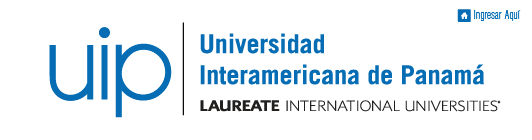 Ingresar Aquí
uip
Universidad
Interamericana de Panamá
LAUREATE INTERNATIONAL UNIVERSITIES®